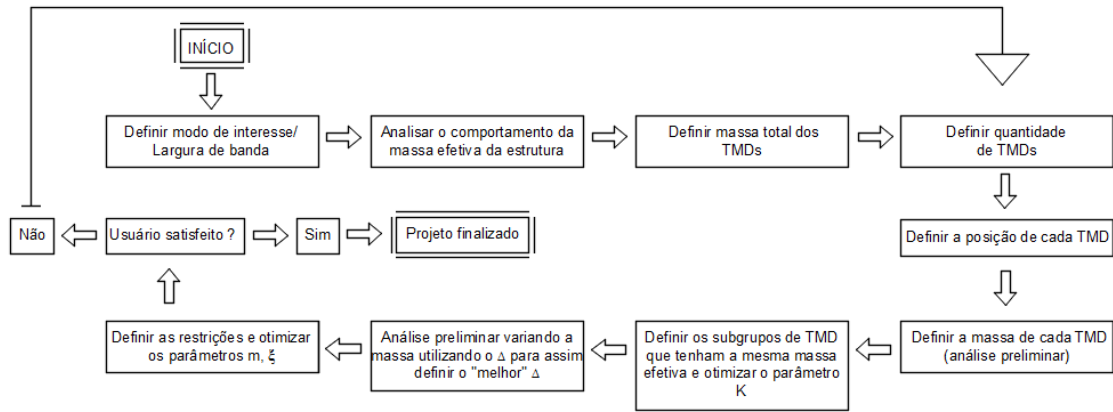 INÍCIO
Definir modo de interesse/
Largura de banda
Analisar o comportamento da
massa efetiva da estrutura
Definir massa total dos
TMDs
Definir quantidade
de TMDs
Não
Usuário satisfeito ?
Sim
Projeto finalizado
Definir a posição de cada TMD
Definir as restrições e otimizar
os parâmetros m, ξ
Análise preliminar variando a
massa utilizando o Δ para assim
definir o "melhor" Δ
Definir os subgrupos de TMD
que tenham a mesma massa
efetiva e otimizar o parâmetro
K
Definir a massa de cada TMD
(análise preliminar)